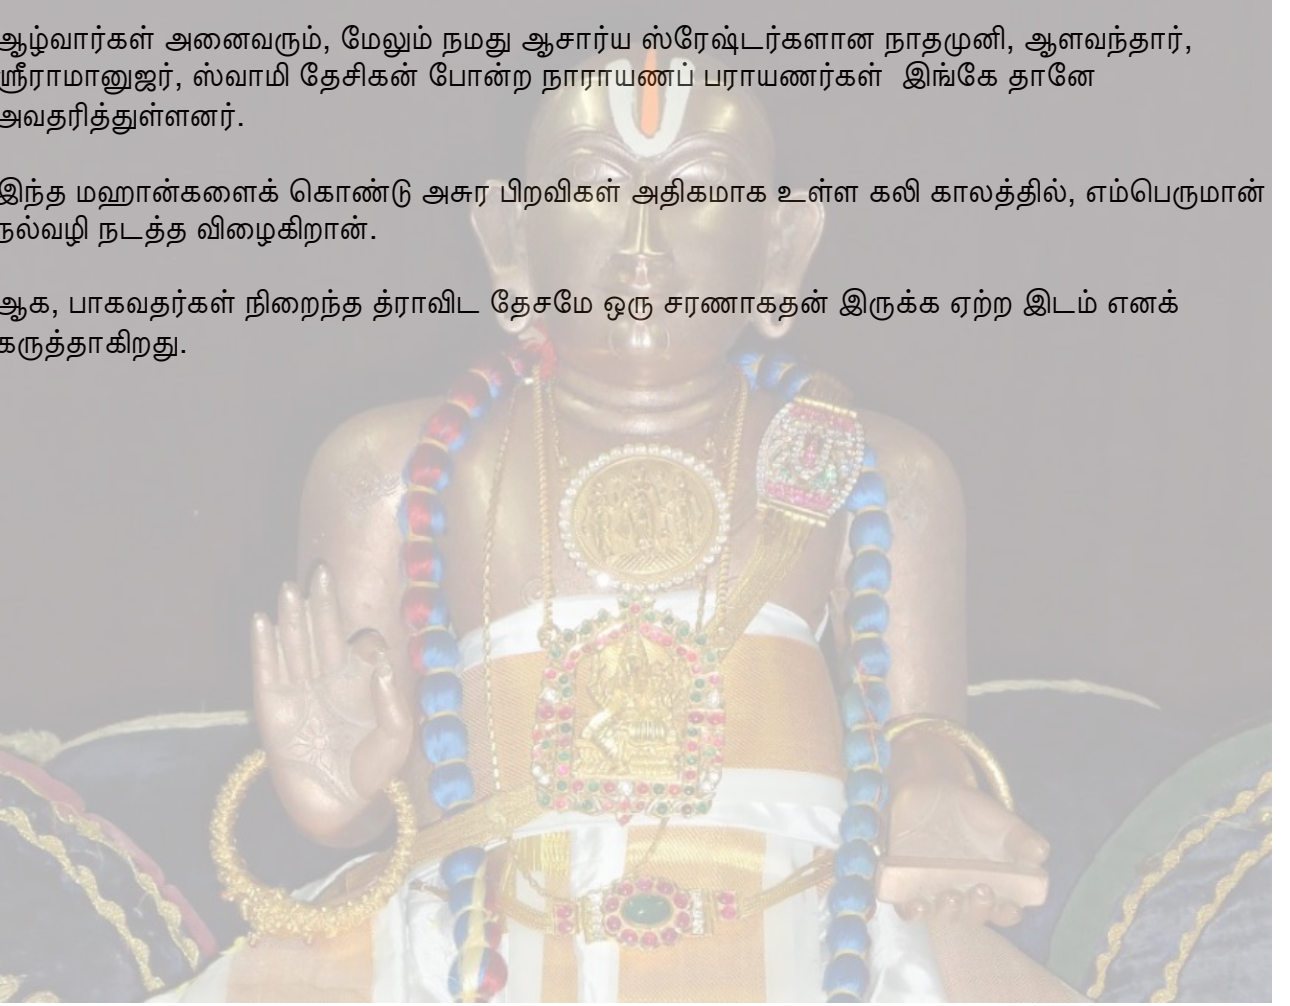 ஆழ்வார்கள் அனைவரும், மேலும் நமது ஆசார்ய ஸ்ரேஷ்டர்களான நாதமுனி, ஆளவந்தார்,
ஸ்ரீராமானுஜர், ஸ்வாமி தேசிகன் போன்ற நாராயணப் பராயணர்கள் இங்கே தானே
அவதரித்துள்ளனர்.
இந்த மஹான்களைக் கொண்டு அசுர பிறவிகள் அதிகமாக உள்ள கலி காலத்தில், எம்பெருமான்
நல்வழி நடத்த விழைகிறான்.
ஆக, பாகவதர்கள் நிறைந்த த்ராவிட தேசமே ஒரு சரணாகதன் இருக்க ஏற்ற இடம் எனக்
கருத்தாகிறது.